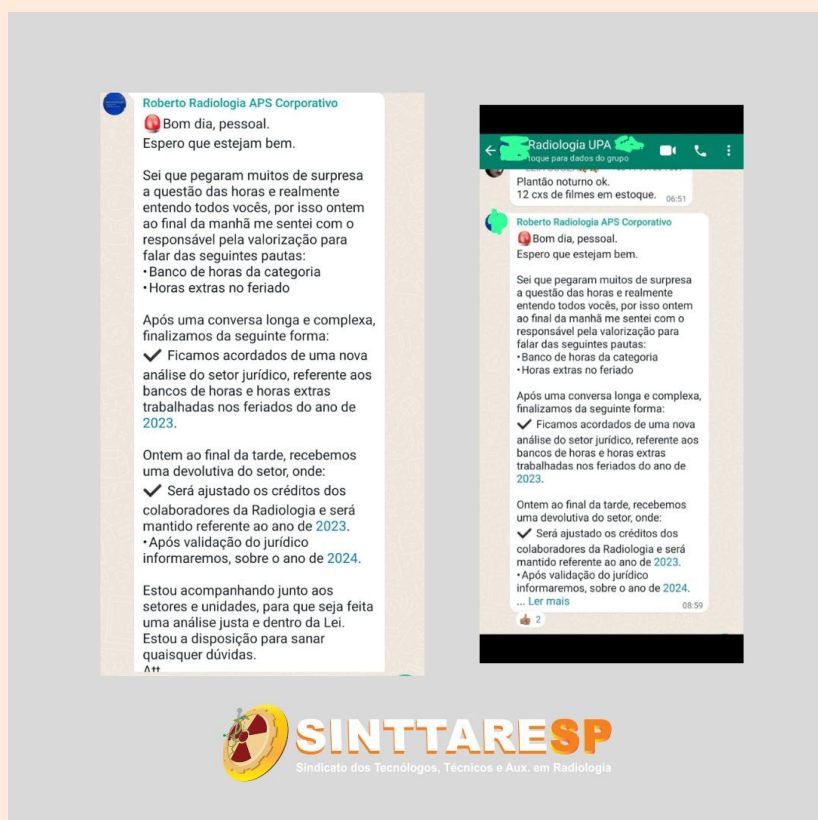 Roberto Radiologia APS Corporativo
Bom dia, pessoal.
Espero que estejam bem.
Sei que pegaram muitos de surpresa
a questão das horas e realmente
entendo todos vocês, por isso ontem
ao final da manhã me sentei com o
responsável pela valorização para
falar das seguintes pautas:
•Banco de horas da categoria
•Horas extras no feriado
Após uma conversa longa e complexa,
finalizamos da seguinte forma:
✔ Ficamos acordados de uma nova
análise do setor jurídico, referente aos
bancos de horas e horas extras
trabalhadas nos feriados do ano de
2023.
Ontem ao final da tarde, recebemos
uma devolutiva do setor, onde:
✔ Será ajustado os créditos dos
colaboradores da Radiologia e será
mantido referente ao ano de 2023.
•Após validação do jurídico
informaremos, sobre o ano de 2024.
Estou acompanhando junto aos
setores e unidades, para que seja feita
uma análise justa e dentro da Lei.
Estou a disposição para sanar
quaisquer dúvidas.
Att
Radiologia UPA
toque para dados do grupo
Plantão noturno ok.
12 cxs de filmes em estoque. 06:51
Roberto Radiologia APS Corporativo
Bom dia, pessoal.
Espero que estejam bem.
Sei que pegaram muitos de surpresa
a questão das horas e realmente
entendo todos vocês, por isso ontem
ao final da manhã me sentei com o
responsável pela valorização para
falar das seguintes pautas:
•Banco de horas da categoria
•Horas extras no feriado
Após uma conversa longa e complexa,
finalizamos da seguinte forma:
✔ Ficamos acordados de uma nova
análise do setor jurídico, referente aos
bancos de horas e horas extras
trabalhadas nos feriados do ano de
2023.
Ontem ao final da tarde, recebemos
uma devolutiva do setor, onde:
✔ Será ajustado os créditos dos
colaboradores da Radiologia e será
mantido referente ao ano de 2023.
•Após validação do jurídico
informaremos, sobre o ano de 2024.
... Ler mais 08:59
2
SINTTARESP
Sindicato dos Tecnólogos, Técnicos e Aux. em Radiologia